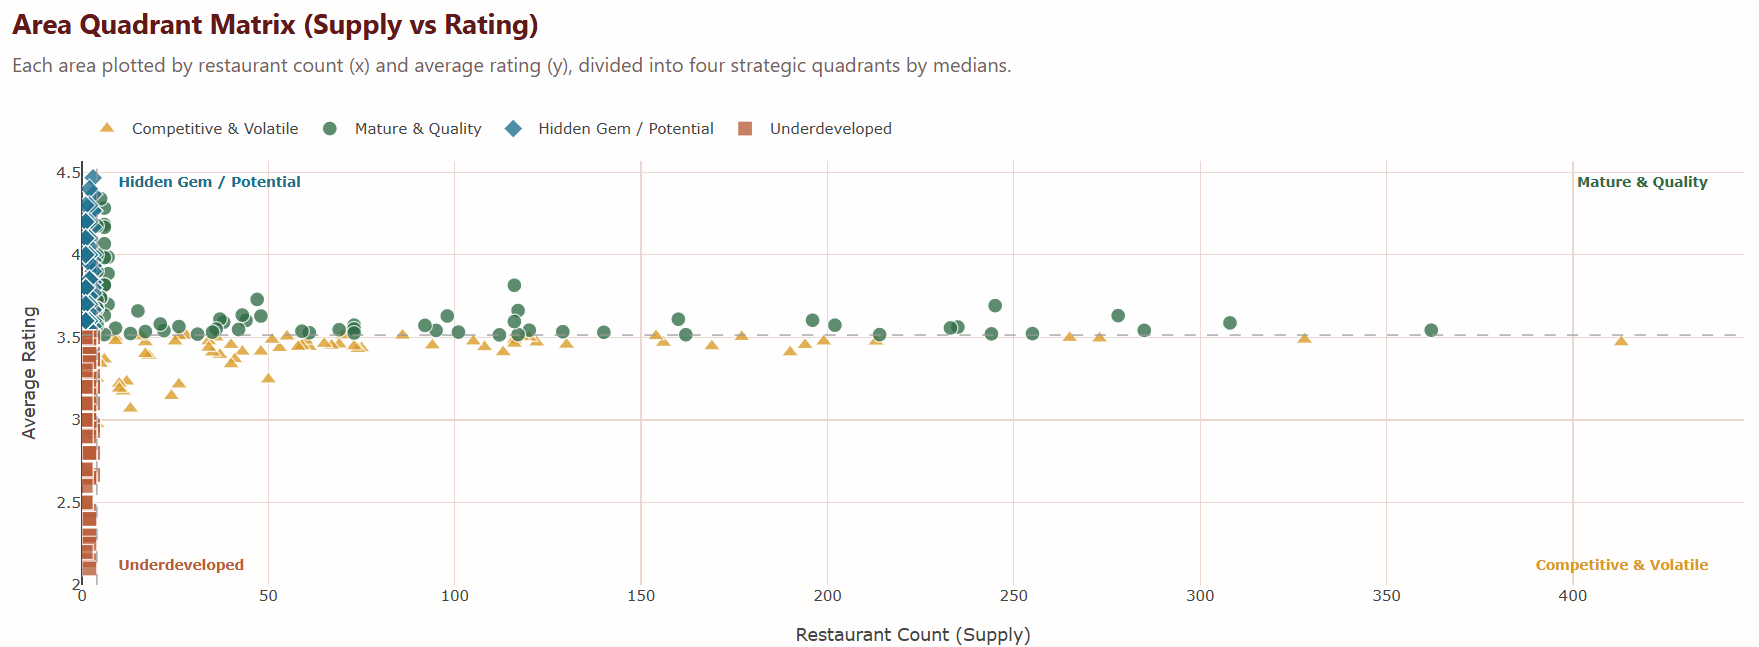 Area Quadrant Matrix (Supply vs Rating)
Each area plotted by restaurant count (x) and average rating (y), divided into four strategic quadrants by medians.
Competitive & Volatile
Mature & Quality
Hidden Gem / Potential
Underdeveloped
4.5
Hidden Gem / Potential
Mature & Quality
4
3.5
3
2.5
2
Average Rating
Underdeveloped
Competitive & Volatile
0 50 100 150 200 250 300 350 400
Restaurant Count (Supply)